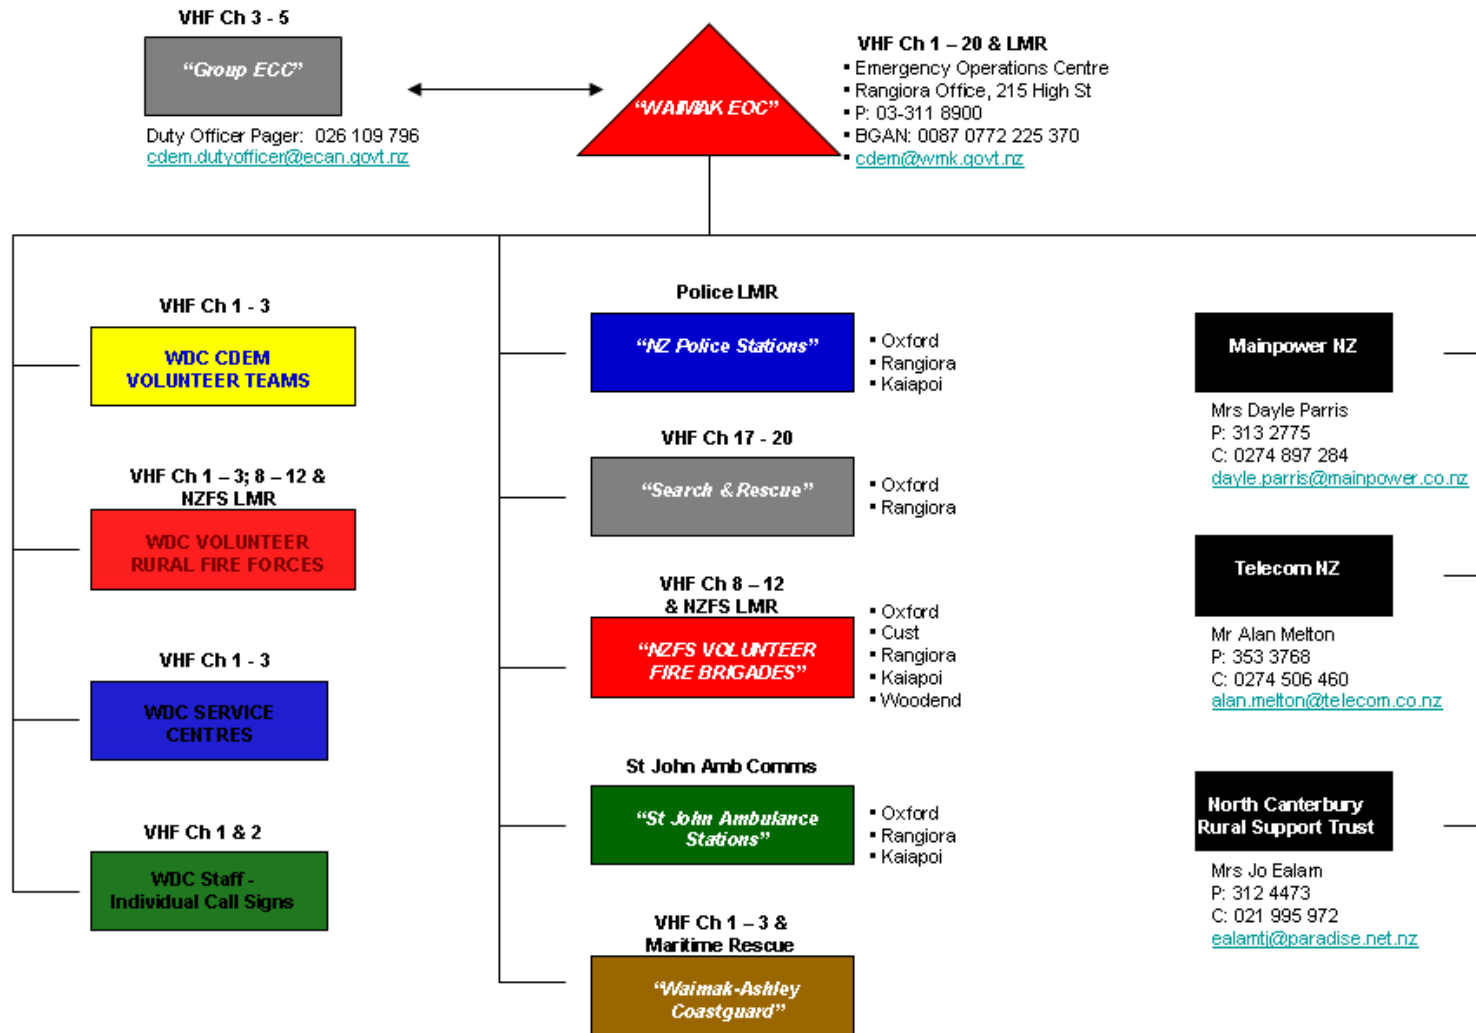 VHF Ch 3 - 5
“Group ECC”
Duty Officer Pager: 026 109 796
cdem.dutyofficer@ecan.govt.nz
“WAIMAK EOC”
VHF Ch 1 – 20 & LMR
▪ Emergency Operations Centre
▪ Rangiora Office, 215 High St
▪ P: 03-311 8900
▪ BGAN: 0087 0772 225 370
▪ cdem@wmk.govt.nz
VHF Ch 1 - 3
WDC CDEM
VOLUNTEER TEAMS
VHF Ch 1 – 3; 8 – 12 &
NZFS LMR
WDC VOLUNTEER
RURAL FIRE FORCES
VHF Ch 1 - 3
WDC SERVICE
CENTRES
VHF Ch 1 & 2
WDC Staff -
Individual Call Signs
Police LMR
“NZ Police Stations”
▪ Oxford
▪ Rangiora
▪ Kaiapoi
VHF Ch 17 - 20
“Search & Rescue”
▪ Oxford
▪ Rangiora
VHF Ch 8 – 12
& NZFS LMR
“NZFS VOLUNTEER
FIRE BRIGADES”
▪ Oxford
▪ Cust
▪ Rangiora
▪ Kaiapoi
▪ Woodend
St John Amb Comms
“St John Ambulance
Stations”
▪ Oxford
▪ Rangiora
▪ Kaiapoi
VHF Ch 1 – 3 &
Maritime Rescue
“Waimak-Ashley
Coastguard”
Mainpower NZ
Mrs Dayle Parris
P: 313 2775
C: 0274 897 284
dayle.parris@mainpower.co.nz
Telecom NZ
Mr Alan Melton
P: 353 3768
C: 0274 506 460
alan.melton@telecom.co.nz
North Canterbury
Rural Support Trust
Mrs Jo Ealam
P: 312 4473
C: 021 995 972
ealamtj@paradise.net.nz